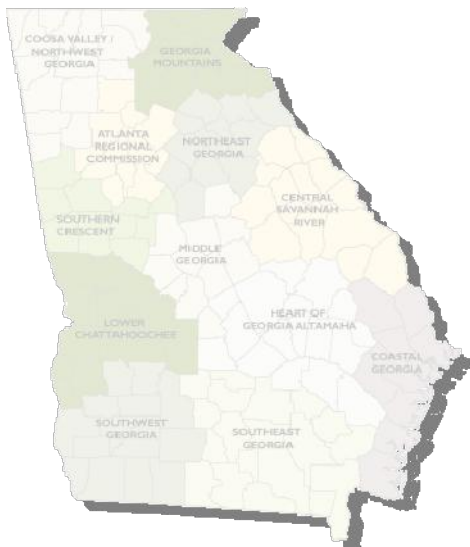 COOSA VALLEY /
NORTHWEST
GEORGIA
GEORGIA
MOUNTAINS
ATLANTA
REGIONAL
COMMISSION
NORTHEAST
GEORGIA
CENTRAL
SAVANNAH
RIVER
SOUTHERN
CRESCENT
MIDDLE
GEORGIA
HEART OF
GEORGIA ALTAMAHA
LOWER
CHATTAHOOCHEE
COASTAL
GEORGIA
SOUTHWEST
GEORGIA
SOUTHEAST
GEORGIA